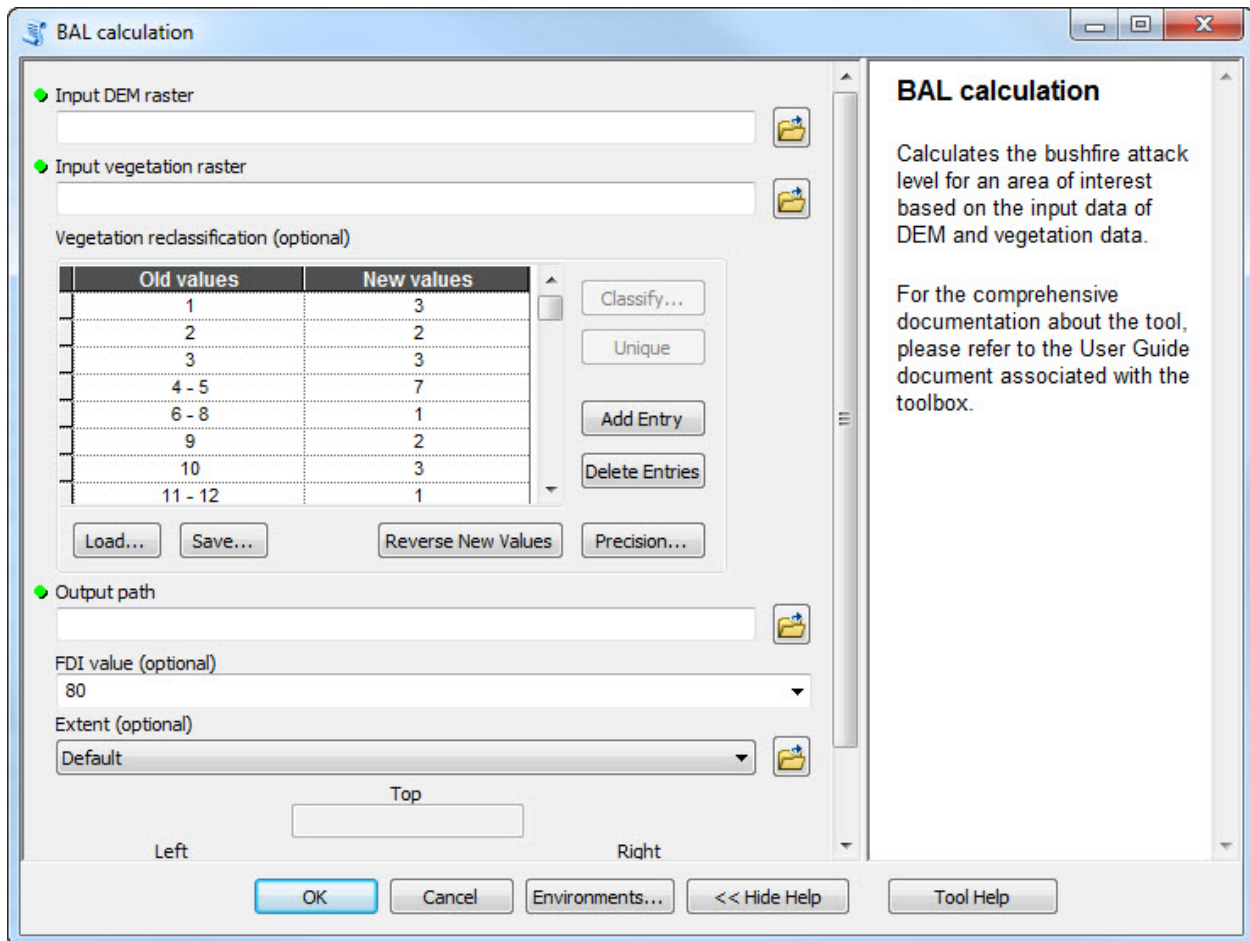 BAL calculation
Input DEM raster
Input vegetation raster
Vegetation reclassification (optional)
Old values New values
1 3
2 2
3 3
4 - 5 7
6 - 8 1
9 2
10 3
11 - 12 1
Classify...
Unique
Add Entry
Delete Entries
Load... Save... Reverse New Values Precision...
Output path
FDI value (optional)
80
Extent (optional)
Default
Top
Left Right
BAL calculation
Calculates the bushfire attack
level for an area of interest
based on the input data of
DEM and vegetation data.
For the comprehensive
documentation about the tool,
please refer to the User Guide
document associated with the
toolbox.
OK Cancel Environments... << Hide Help Tool Help